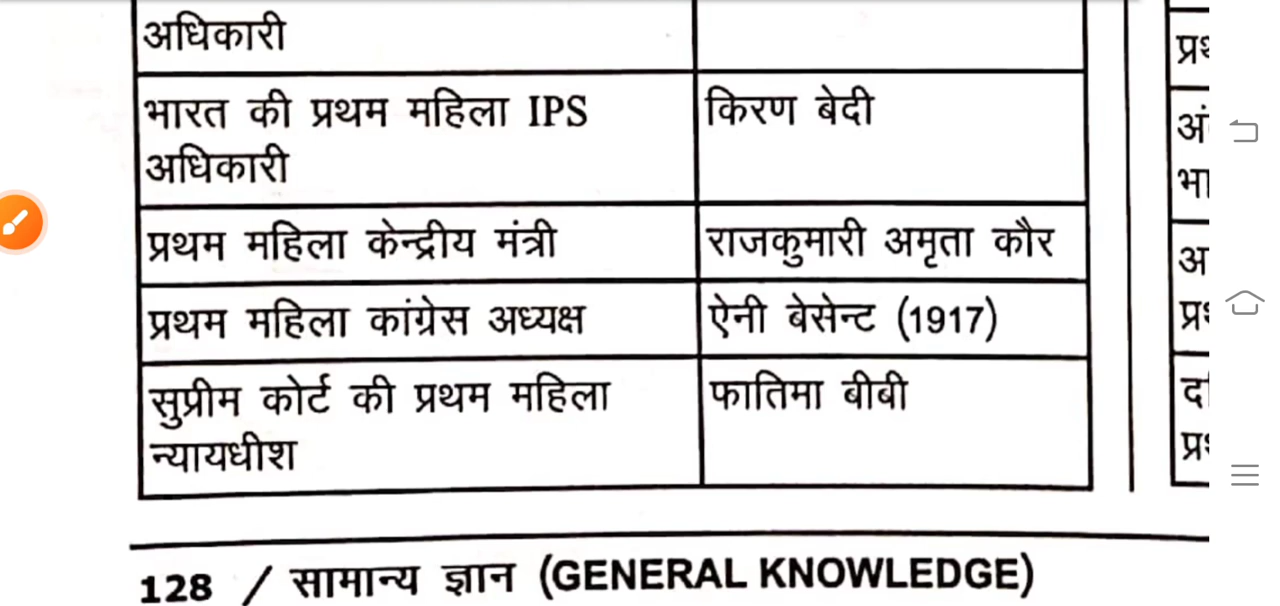 अधिकारी
भारत की प्रथम महिला IPS
किरण बेदी
अधिकारी
प्रथम महिला केन्द्रीय मंत्री
राजकुमारी अमृता कौर
प्रथम महिला कांग्रेस अध्यक्ष
ऐनी बेसेन्ट (1917)
सुप्रीम कोर्ट की प्रथम महिला
फातिमा बीबी
न्यायधीश
128 / सामान्य ज्ञान (GENERAL KNOWLEDGE)